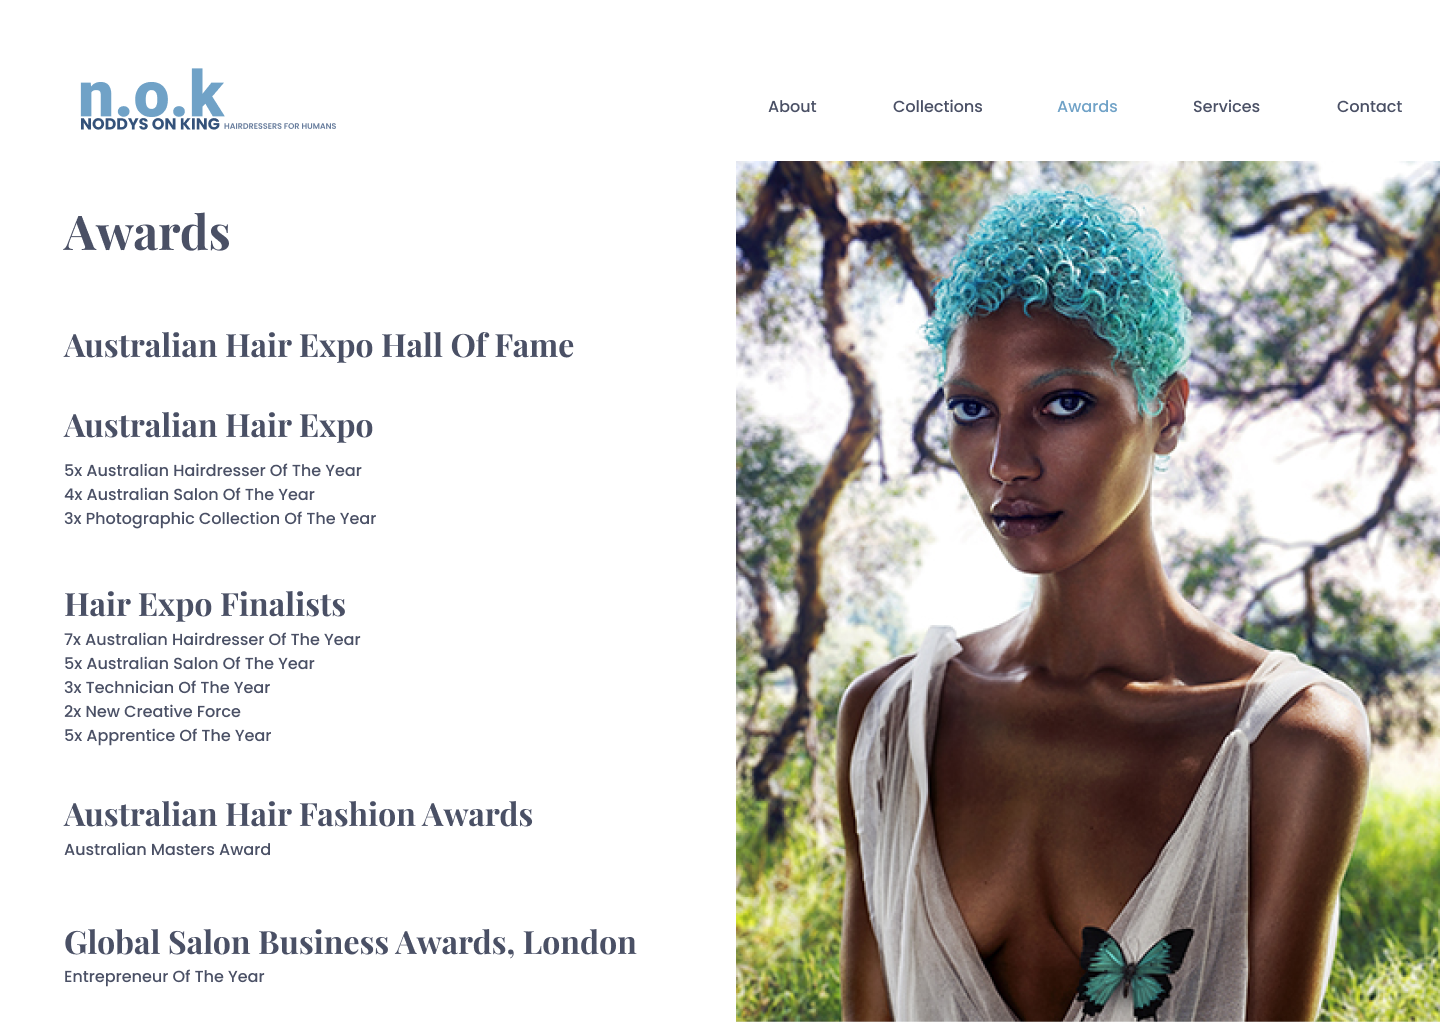 n.o.k
NODDYS ON KING HAIRDRESSERS FOR HUMANS
About Collections Awards Services Contact
Awards
Australian Hair Expo Hall Of Fame
Australian Hair Expo
5x Australian Hairdresser Of The Year
4x Australian Salon Of The Year
3x Photographic Collection Of The Year
Hair Expo Finalists
7x Australian Hairdresser Of The Year
5x Australian Salon Of The Year
3x Technician Of The Year
2x New Creative Force
5x Apprentice Of The Year
Australian Hair Fashion Awards
Australian Masters Award
Global Salon Business Awards, London
Entrepreneur Of The Year